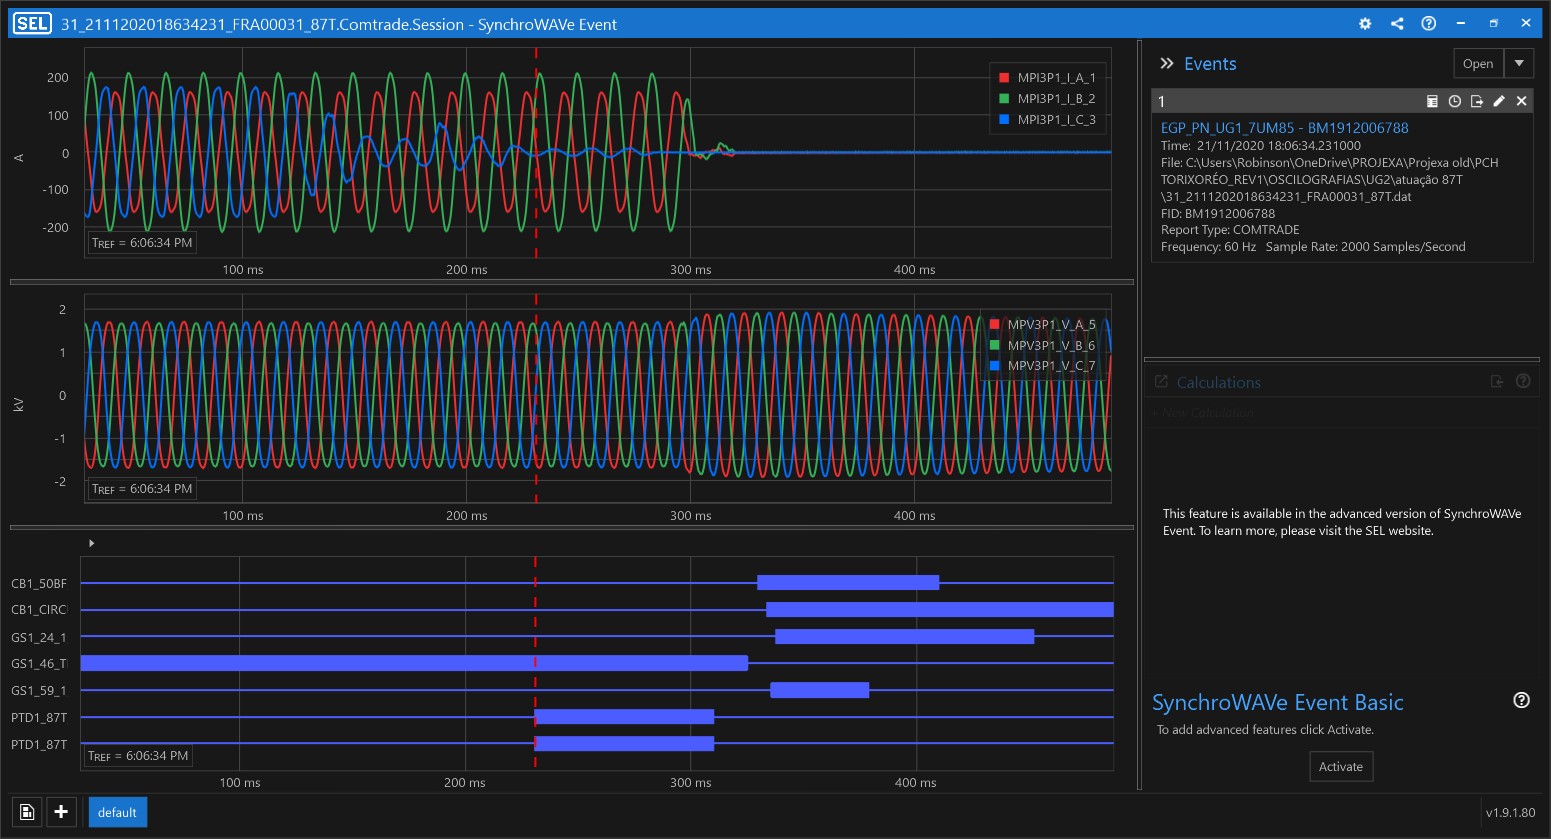 SEL 31_2111202018634231_FRA00031_87T.Comtrade.Session - SynchroWAVe Event
200
100
0
-100
-200
A
MPI3P1_I_A_1
MPI3P1_I_B_2
MPI3P1_I_C_3
TREF = 6:06:34 PM
100 ms 200 ms 300 ms 400 ms
2
1
0
-1
-2
kV
MPV3P1_V_A_5
MPV3P1_V_B_6
MPV3P1_V_C_7
TREF = 6:06:34 PM
100 ms 200 ms 300 ms 400 ms
CB1_50BF
CB1_CIRC
GS1_24_1
GS1_46_T
GS1_59_1
PTD1_87T
PTD1_87T
TREF = 6:06:34 PM
100 ms 200 ms 300 ms 400 ms
default
Events
Open
1
EGP_PN_UG1_7UM85 - BM1912006788
Time: 21/11/2020 18:06:34.231000
File: C:\Users\Robinson\OneDrive\PROJEXA\Projexa old\PCH
TORIXORÉO_REV1\OSCILOGRAFIAS\UG2\atuação 87T
\31_2111202018634231_FRA00031_87T.dat
FID: BM1912006788
Report Type: COMTRADE
Frequency: 60 Hz Sample Rate: 2000 Samples/Second
Calculations
+ New Calculation
This feature is available in the advanced version of SynchroWAVe
Event. To learn more, please visit the SEL website.
SynchroWAVe Event Basic
To add advanced features click Activate.
Activate
v1.9.1.80